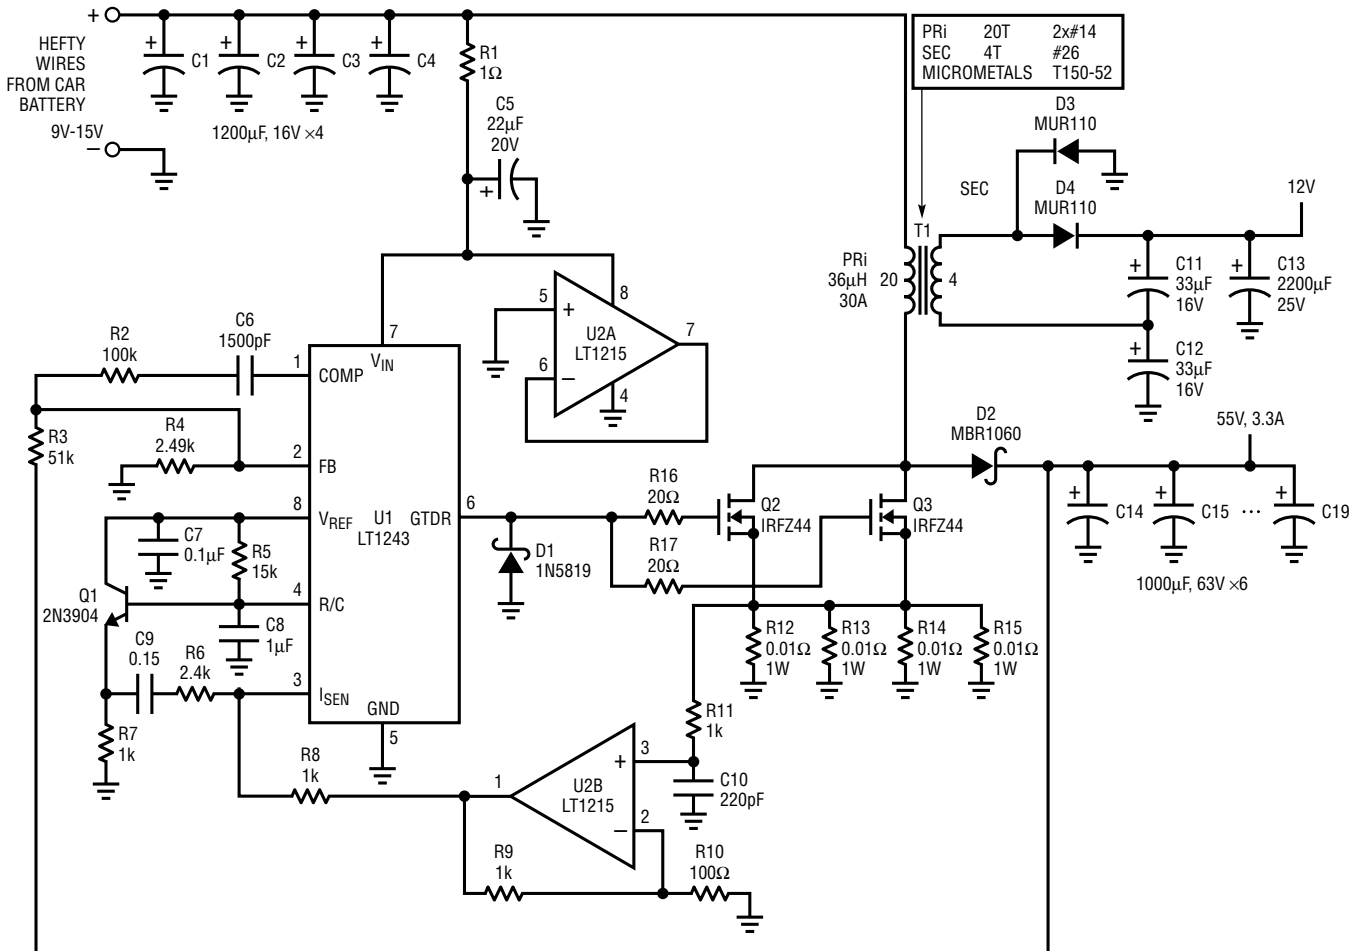 +
HEFTY
WIRES
FROM CAR
BATTERY
9V-15V
–
+
C1
+
C2
+
C3
+
C4
1200µF, 16V ×4
R1
1Ω
C5
22µF
20V
+
PRi 20T 2x#14
SEC 4T #26
MICROMETALS T150-52
D3
MUR110
SEC
D4
MUR110
12V
T1
PRi
36µH
30A
20
4
+
C11
33µF
16V
+
C13
2200µF
25V
+
C12
33µF
16V
5
+
6
–
8
U2A
LT1215
7
4
R2
100k
C6
1500pF
1
COMP
7
VIN
R3
51k
R4
2.49k
2
FB
8
VREF
U1
LT1243
GTDR
6
C7
0.1µF
R5
15k
Q1
2N3904
4
R/C
C8
1µF
C9
0.15
R6
2.4k
3
ISEN
GND
5
R7
1k
D1
1N5819
R16
20Ω
R17
20Ω
Q2
IRFZ44
Q3
IRFZ44
D2
MBR1060
55V, 3.3A
+
C14
+
C15
···
+
C19
1000µF, 63V ×6
R12
0.01Ω
1W
R13
0.01Ω
1W
R14
0.01Ω
1W
R15
0.01Ω
1W
R11
1k
C10
220pF
R8
1k
1
U2B
LT1215
+
3
–
2
R9
1k
R10
100Ω